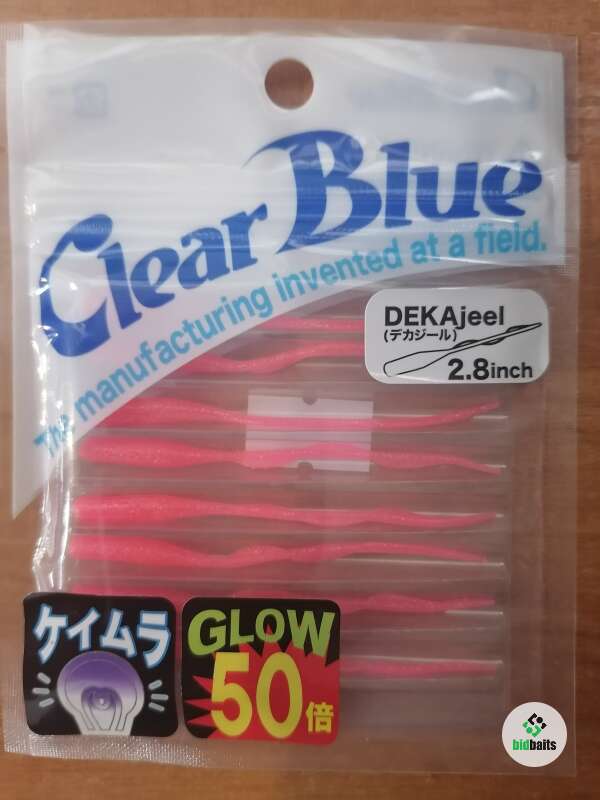 Clear Blue
The manufacturing invented at a field.
DEKAjeel
(デカジール)
2.8inch
ケイムラ
GLOW
50倍
bidbaits